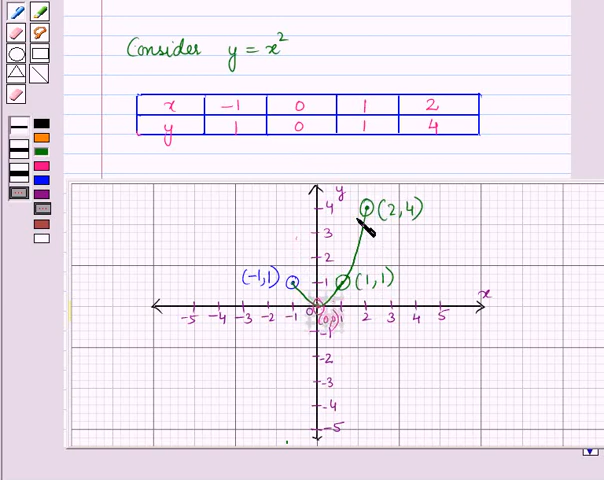 Consider y = x²
x -1 0 1 2
y 1 0 1 4
y
4 (2,4)
3
2
(-1,1) 1 (1,1)
x
0
-5 -4 -3 -2 -1 (0,0) 1 2 3 4 5
-1
-2
-3
-4
-5